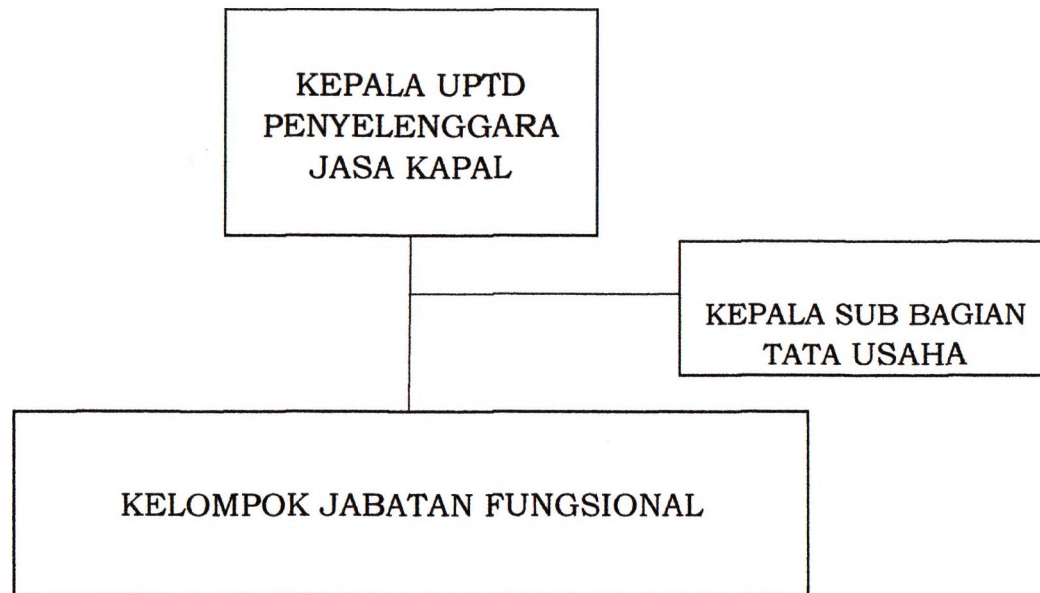 KEPALA UPTD
PENYELENGGARA
JASA KAPAL
KEPALA SUB BAGIAN
TATA USAHA
KELOMPOK JABATAN FUNGSIONAL